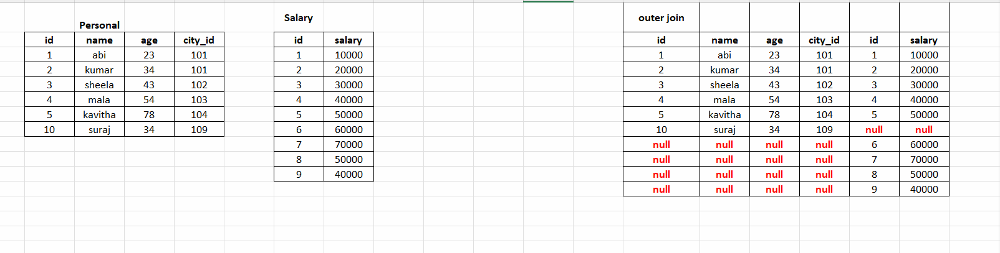 Salary
outer join
Personal
id name age city_id id salary id name age city_id id salary
1 abi 23 101 1 10000 1 abi 23 101 1 10000
2 kumar 34 101 2 20000 2 kumar 34 101 2 20000
3 sheela 43 102 3 30000 3 sheela 43 102 3 30000
4 mala 54 103 4 40000 4 mala 54 103 4 40000
5 kavitha 78 104 5 50000 5 kavitha 78 104 5 50000
10 suraj 34 109 6 60000 10 suraj 34 109 null null
7 70000 null null null null 6 60000
8 50000 null null null null 7 70000
9 40000 null null null null 8 50000
null null null null 9 40000